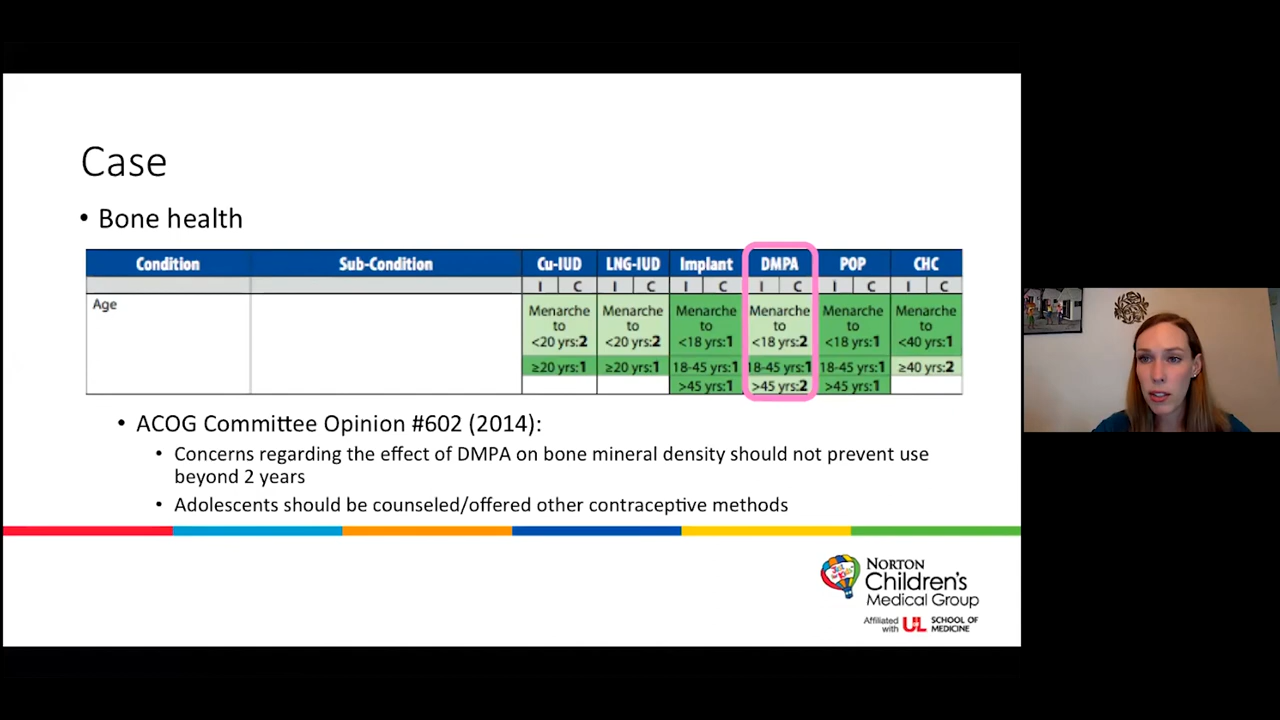 Case
• Bone health
Condition Sub-Condition Cu-IUD LNG-IUD Implant DMPA POP CHC
I C I C I C I C I C I C
Age Menarche Menarche Menarche Menarche Menarche Menarche
to to to to to to
<20 yrs:2 <20 yrs:2 <18 yrs:1 <18 yrs:2 <18 yrs:1 <40 yrs:1
≥20 yrs:1 ≥20 yrs:1 18-45 yrs:1 18-45 yrs:1 18-45 yrs:1 ≥40 yrs:2
>45 yrs:1 >45 yrs:2 >45 yrs:1
• ACOG Committee Opinion #602 (2014):
• Concerns regarding the effect of DMPA on bone mineral density should not prevent use
beyond 2 years
• Adolescents should be counseled/offered other contraceptive methods
Just for Kids
NORTON
Children's
Medical Group
Affiliated with UL SCHOOL OF MEDICINE